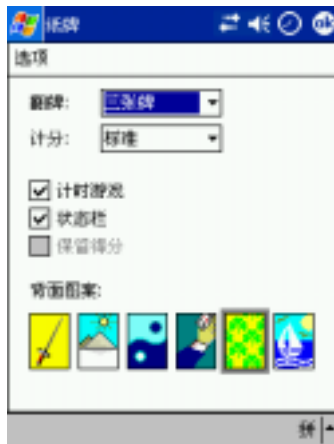 纸牌 ok
选项
翻牌: 三张牌
计分: 标准
计时游戏
状态栏
保留得分
背面图案:
拼